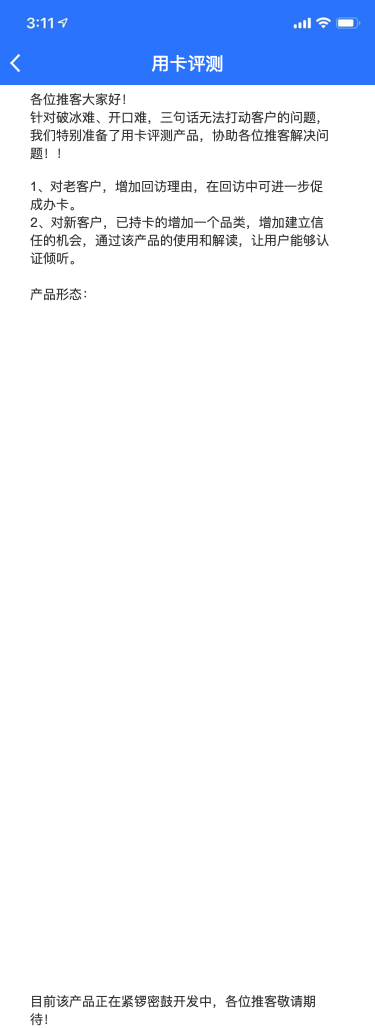 3:11
用卡评测
各位推客大家好！
针对破冰难、开口难，三句话无法打动客户的问题，
我们特别准备了用卡评测产品，协助各位推客解决问
题！！
1、对老客户，增加回访理由，在回访中可进一步促
成办卡。
2、对新客户，已持卡的增加一个品类，增加建立信
任的机会，通过该产品的使用和解读，让用户能够认
证倾听。
产品形态：
目前该产品正在紧锣密鼓开发中，各位推客敬请期
待！